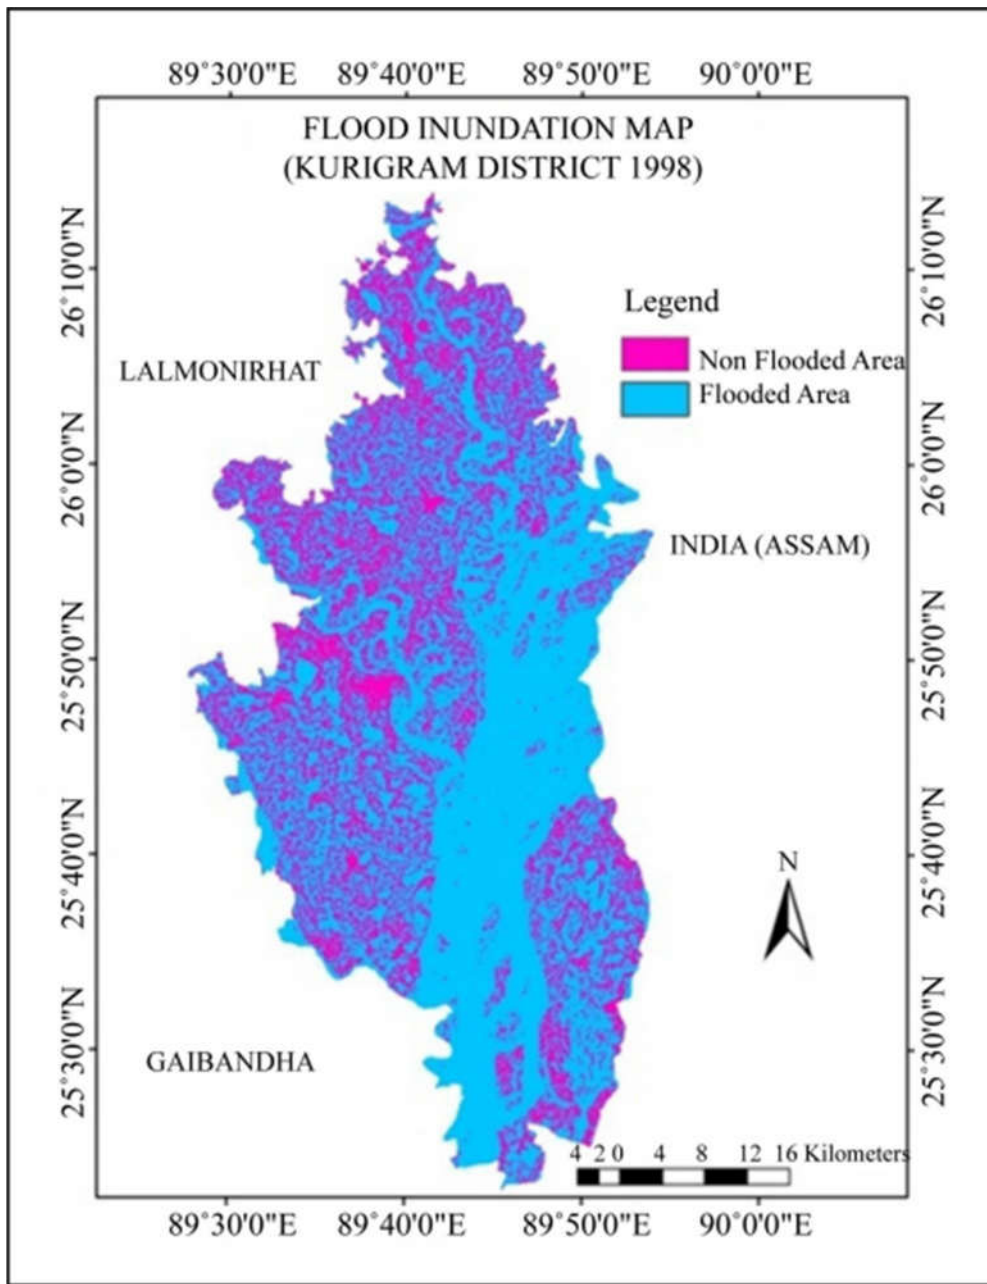 89˚30'0"E 89˚40'0"E 89˚50'0"E 90˚0'0"E
FLOOD INUNDATION MAP
(KURIGRAM DISTRICT 1998)
26˚10'0"N
26˚10'0"N
Legend
Non Flooded Area
Flooded Area
LALMONIRHAT
26˚0'0"N
26˚0'0"N
INDIA (ASSAM)
25˚50'0"N
25˚50'0"N
25˚40'0"N
25˚40'0"N
N
25˚30'0"N
25˚30'0"N
GAIBANDHA
4 2 0 4 8 12 16 Kilometers
89˚30'0"E 89˚40'0"E 89˚50'0"E 90˚0'0"E